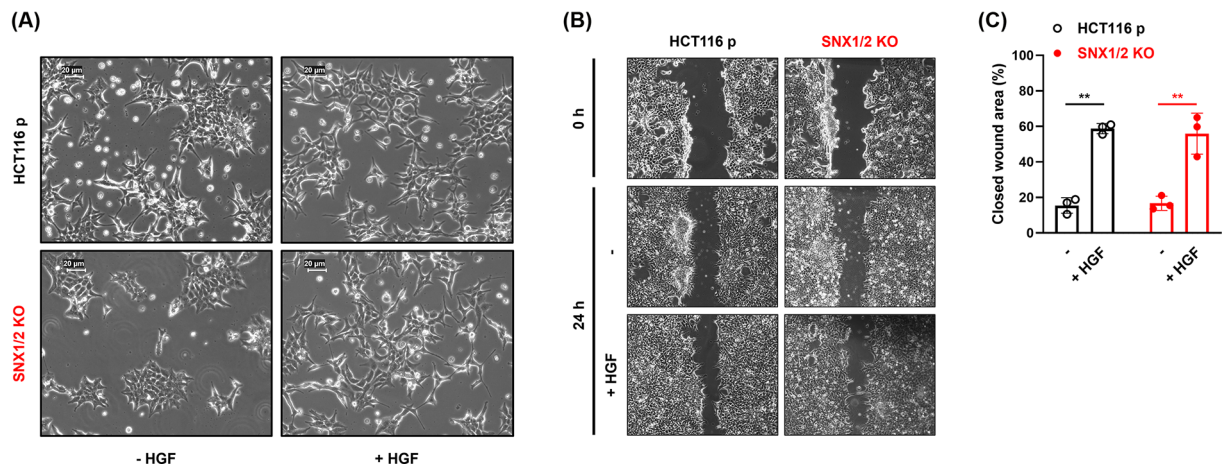 (A)
HCT116 p
SNX1/2 KO
20 µm
20 µm
20 µm
20 µm
- HGF
+ HGF
(B)
HCT116 p
SNX1/2 KO
0 h
24 h
-
+ HGF
(C)
HCT116 p
SNX1/2 KO
Closed wound area (%)
100
80
60
40
20
0
**
**
-
+ HGF
-
+ HGF